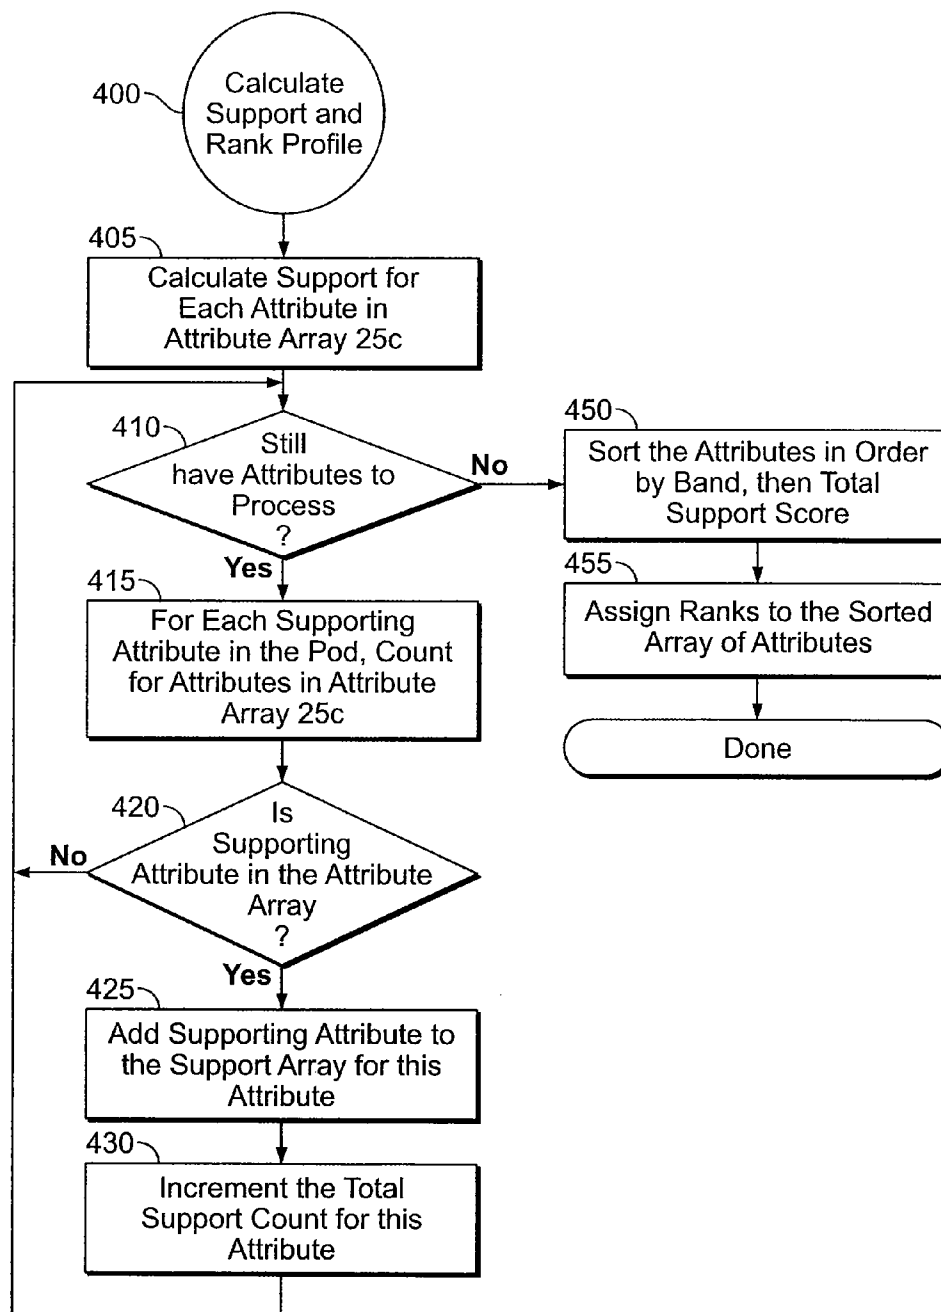 400
Calculate
Support and
Rank Profile
405
Calculate Support for
Each Attribute in
Attribute Array 25c
410
Still
have Attributes to
Process
?
No
Yes
450
Sort the Attributes in Order
by Band, then Total
Support Score
455
Assign Ranks to the Sorted
Array of Attributes
Done
415
For Each Supporting
Attribute in the Pod, Count
for Attributes in Attribute
Array 25c
420
Is
Supporting
Attribute in the Attribute
Array
?
No
Yes
425
Add Supporting Attribute to
the Support Array for this
Attribute
430
Increment the Total
Support Count for this
Attribute